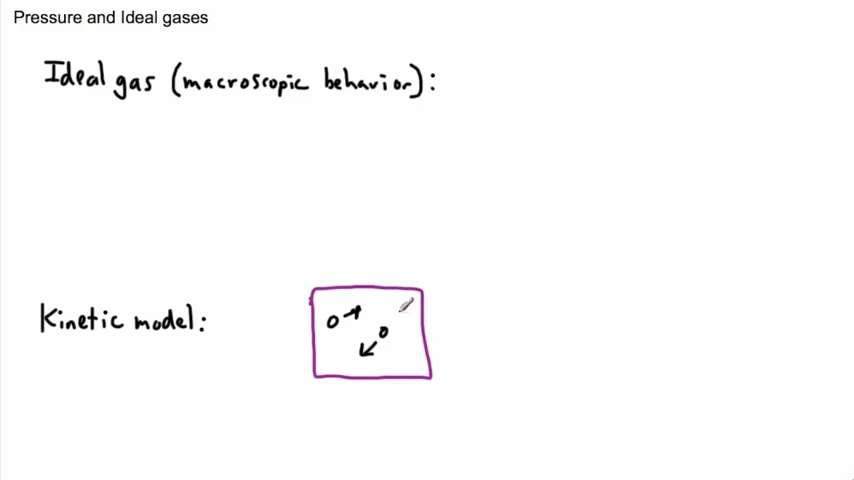 Pressure and Ideal gases
Ideal gas (macroscopic behavior):
Kinetic model: